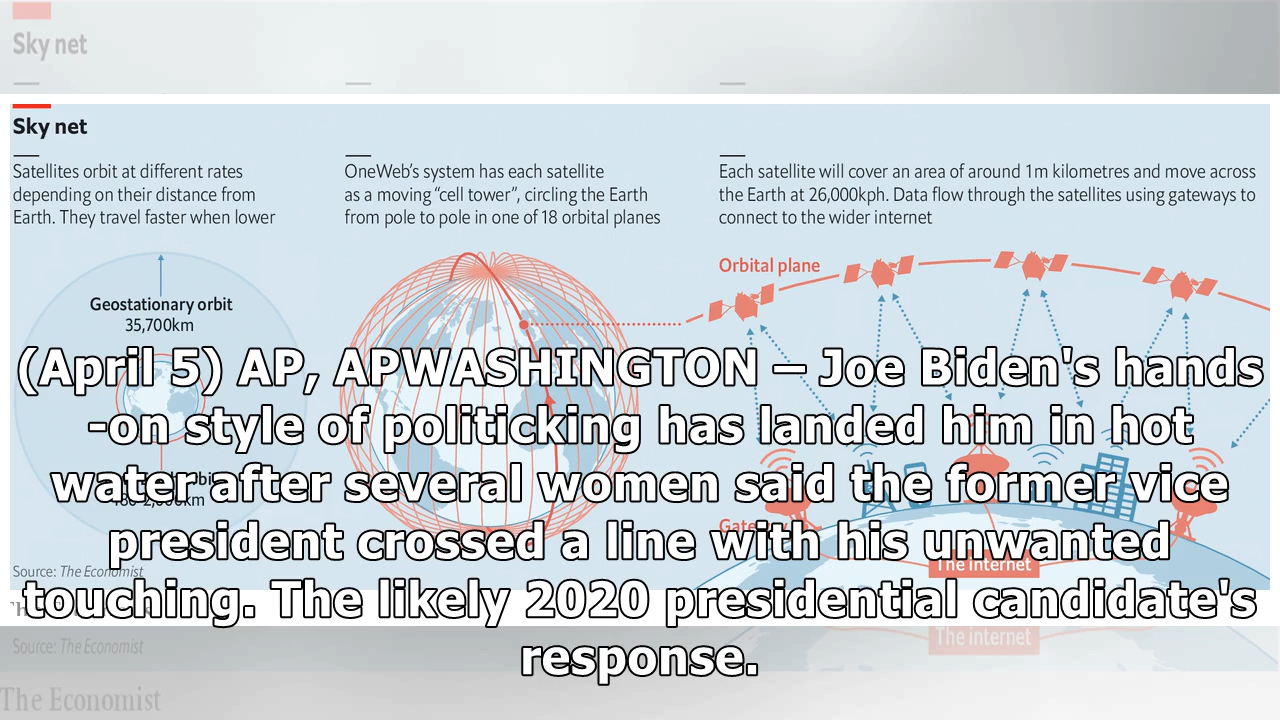 Sky net
Sky net
Satellites orbit at different rates
depending on their distance from
Earth. They travel faster when lower
OneWeb's system has each satellite
as a moving “cell tower”, circling the Earth
from pole to pole in one of 18 orbital planes
Each satellite will cover an area of around 1m kilometres and move across
the Earth at 26,000kph. Data flow through the satellites using gateways to
connect to the wider internet
Orbital plane
Geostationary orbit
35,700km
(April 5) AP, APWASHINGTON – Joe Biden's hands
-on style of politicking has landed him in hot
water after several women said the former vice
president crossed a line with his unwanted
touching. The likely 2020 presidential candidate's
response.
The internet
Source: The Economist
Source: The Economist
The internet
The Economist